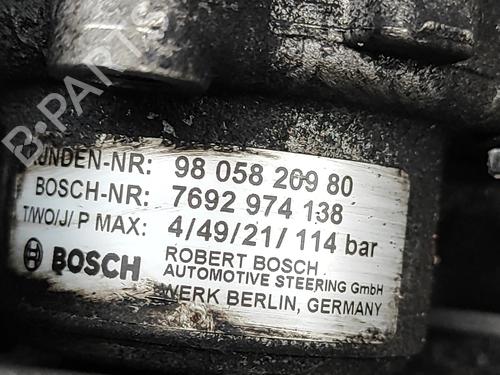 B-PARTS
KUNDEN-NR: 98 058 209 80
BOSCH-NR: 7692 974 138
T/WO/J/P MAX: 4/49/21/114 bar
BOSCH
ROBERT BOSCH
AUTOMOTIVE STEERING GmbH
WERK BERLIN, GERMANY